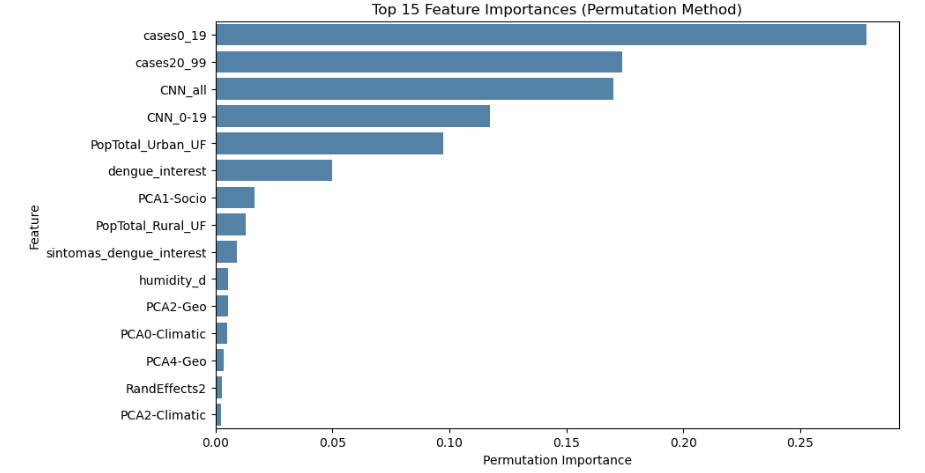 Top 15 Feature Importances (Permutation Method)
cases0_19
cases20_99
CNN_all
CNN_0-19
PopTotal_Urban_UF
dengue_interest
PCA1-Socio
PopTotal_Rural_UF
sintomas_dengue_interest
humidity_d
PCA2-Geo
PCA0-Climatic
PCA4-Geo
RandEffects2
PCA2-Climatic
Feature
0.00 0.05 0.10 0.15 0.20 0.25
Permutation Importance